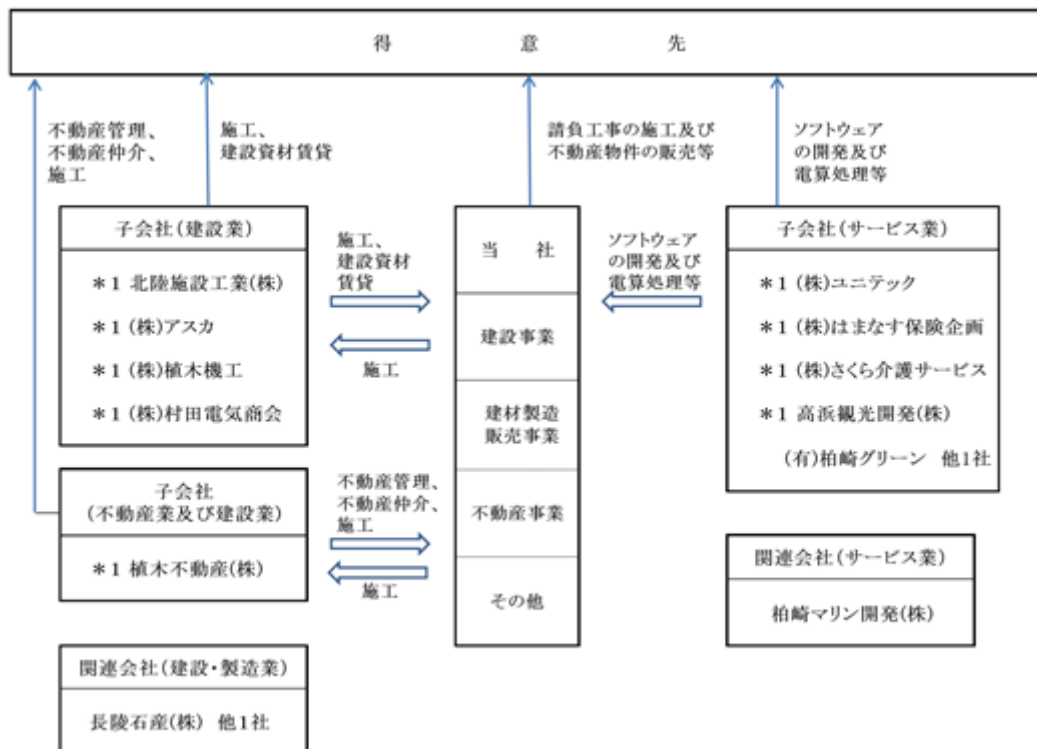 得意先
不動産管理、
不動産仲介、
施工
施工、
建設資材賃貸
請負工事の施工及び
不動産物件の販売等
ソフトウェア
の開発及び
電算処理等
子会社(建設業)
*1 北陸施設工業(株)
*1 (株)アスカ
*1 (株)植木機工
*1 (株)村田電気商会
施工、
建設資材
賃貸
施工
当社
建設事業
建材製造
販売事業
不動産事業
その他
ソフトウェア
の開発及び
電算処理等
子会社(サービス業)
*1 (株)ユニテック
*1 (株)はまなす保険企画
*1 (株)さくら介護サービス
*1 高浜観光開発(株)
(有)柏崎グリーン 他1社
子会社
(不動産業及び建設業)
*1 植木不動産(株)
不動産管理、
不動産仲介、
施工
施工
関連会社(サービス業)
柏崎マリン開発(株)
関連会社(建設・製造業)
長陵石産(株) 他1社